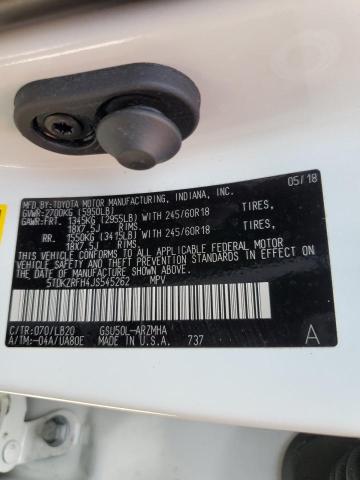 MFD.BY:TOYOTA MOTOR MANUFACTURING, INDIANA, INC. 05/18
GVWR:2700KG (5950LB)
GAWR:FRT. 1345KG (2955LB) WITH 245/60R18 TIRES,
18X7.5J RIMS.
RR. 1550KG (3415LB) WITH 245/60R18 TIRES,
18X7.5J RIMS.
THIS VEHICLE CONFORMS TO ALL APPLICABLE FEDERAL MOTOR VEHICLE
SAFETY AND THEFT PREVENTION STANDARDS IN EFFECT ON THE DATE OF
MANUFACTURE SHOWN ABOVE.
5TDKZRFH4JS545262 MPV
C/TR:070/LB20 GSU50L-ARZMHA
A/TM:-04A/UA80E MADE IN U.S.A. 737 A